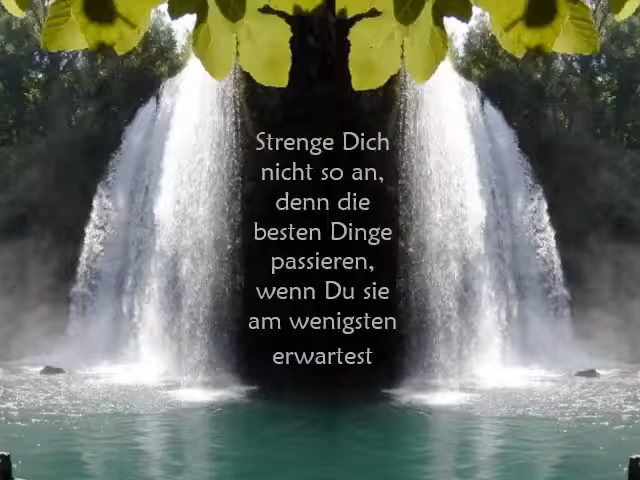 Strenge Dich
nicht so an,
denn die
besten Dinge
passieren,
wenn Du sie
am wenigsten
erwartest